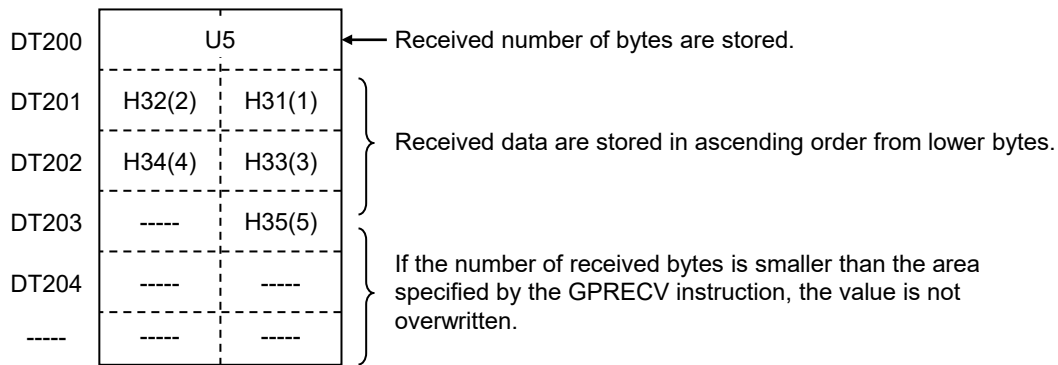 DT200 U5 Received number of bytes are stored.
DT201 H32(2) H31(1)
Received data are stored in ascending order from lower bytes.
DT202 H34(4) H33(3)
DT203 ----- H35(5)
If the number of received bytes is smaller than the area
DT204 ----- -----
specified by the GPRECV instruction, the value is not
overwritten.
----- ----- -----